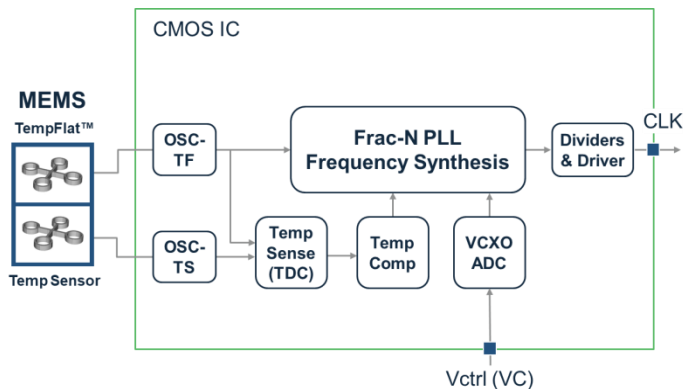 CMOS IC
MEMS
TempFlat™
OSC-
TF
Frac-N PLL
Frequency Synthesis
Dividers
& Driver
CLK
OSC-
TS
Temp
Sense
(TDC)
Temp
Comp
VCXO
ADC
Temp Sensor
Vctrl (VC)